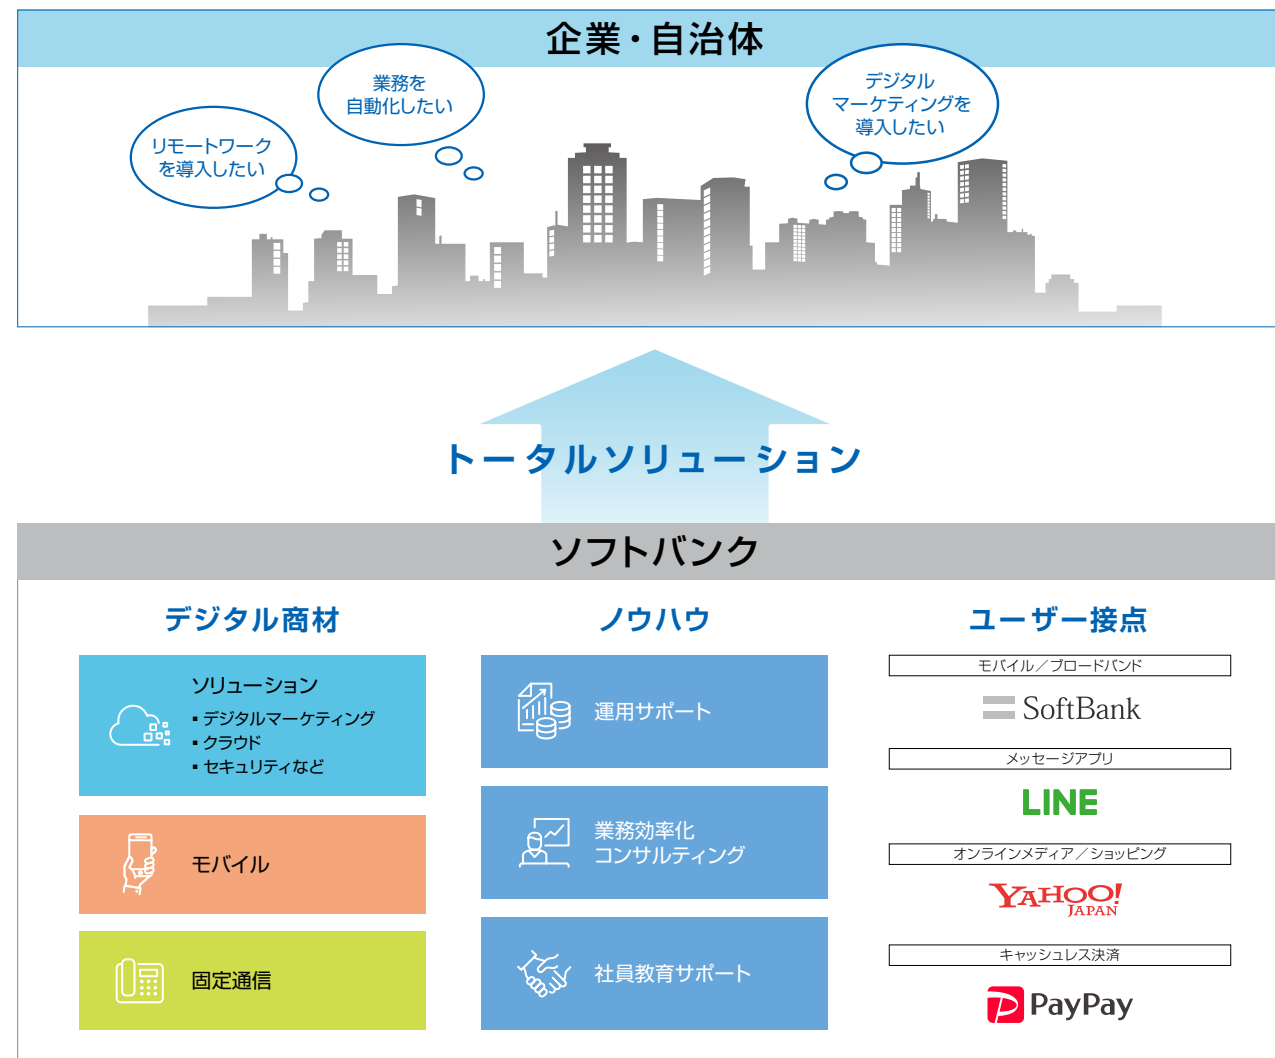 企業・自治体
業務を
自動化したい
デジタル
マーケティングを
導入したい
リモートワーク
を導入したい
トータルソリューション
ソフトバンク
デジタル商材
ソリューション
▪ デジタルマーケティング
▪ クラウド
▪ セキュリティなど
モバイル
固定通信
ノウハウ
運用サポート
業務効率化
コンサルティング
社員教育サポート
ユーザー接点
モバイル／ブロードバンド
SoftBank
メッセージアプリ
LINE
オンラインメディア／ショッピング
YAHOO!
JAPAN
キャッシュレス決済
PayPay